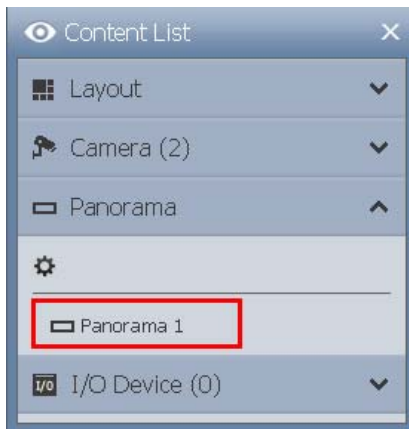 Content List
Layout
Camera (2)
Panorama
Panorama 1
I/O
I/O Device (0)